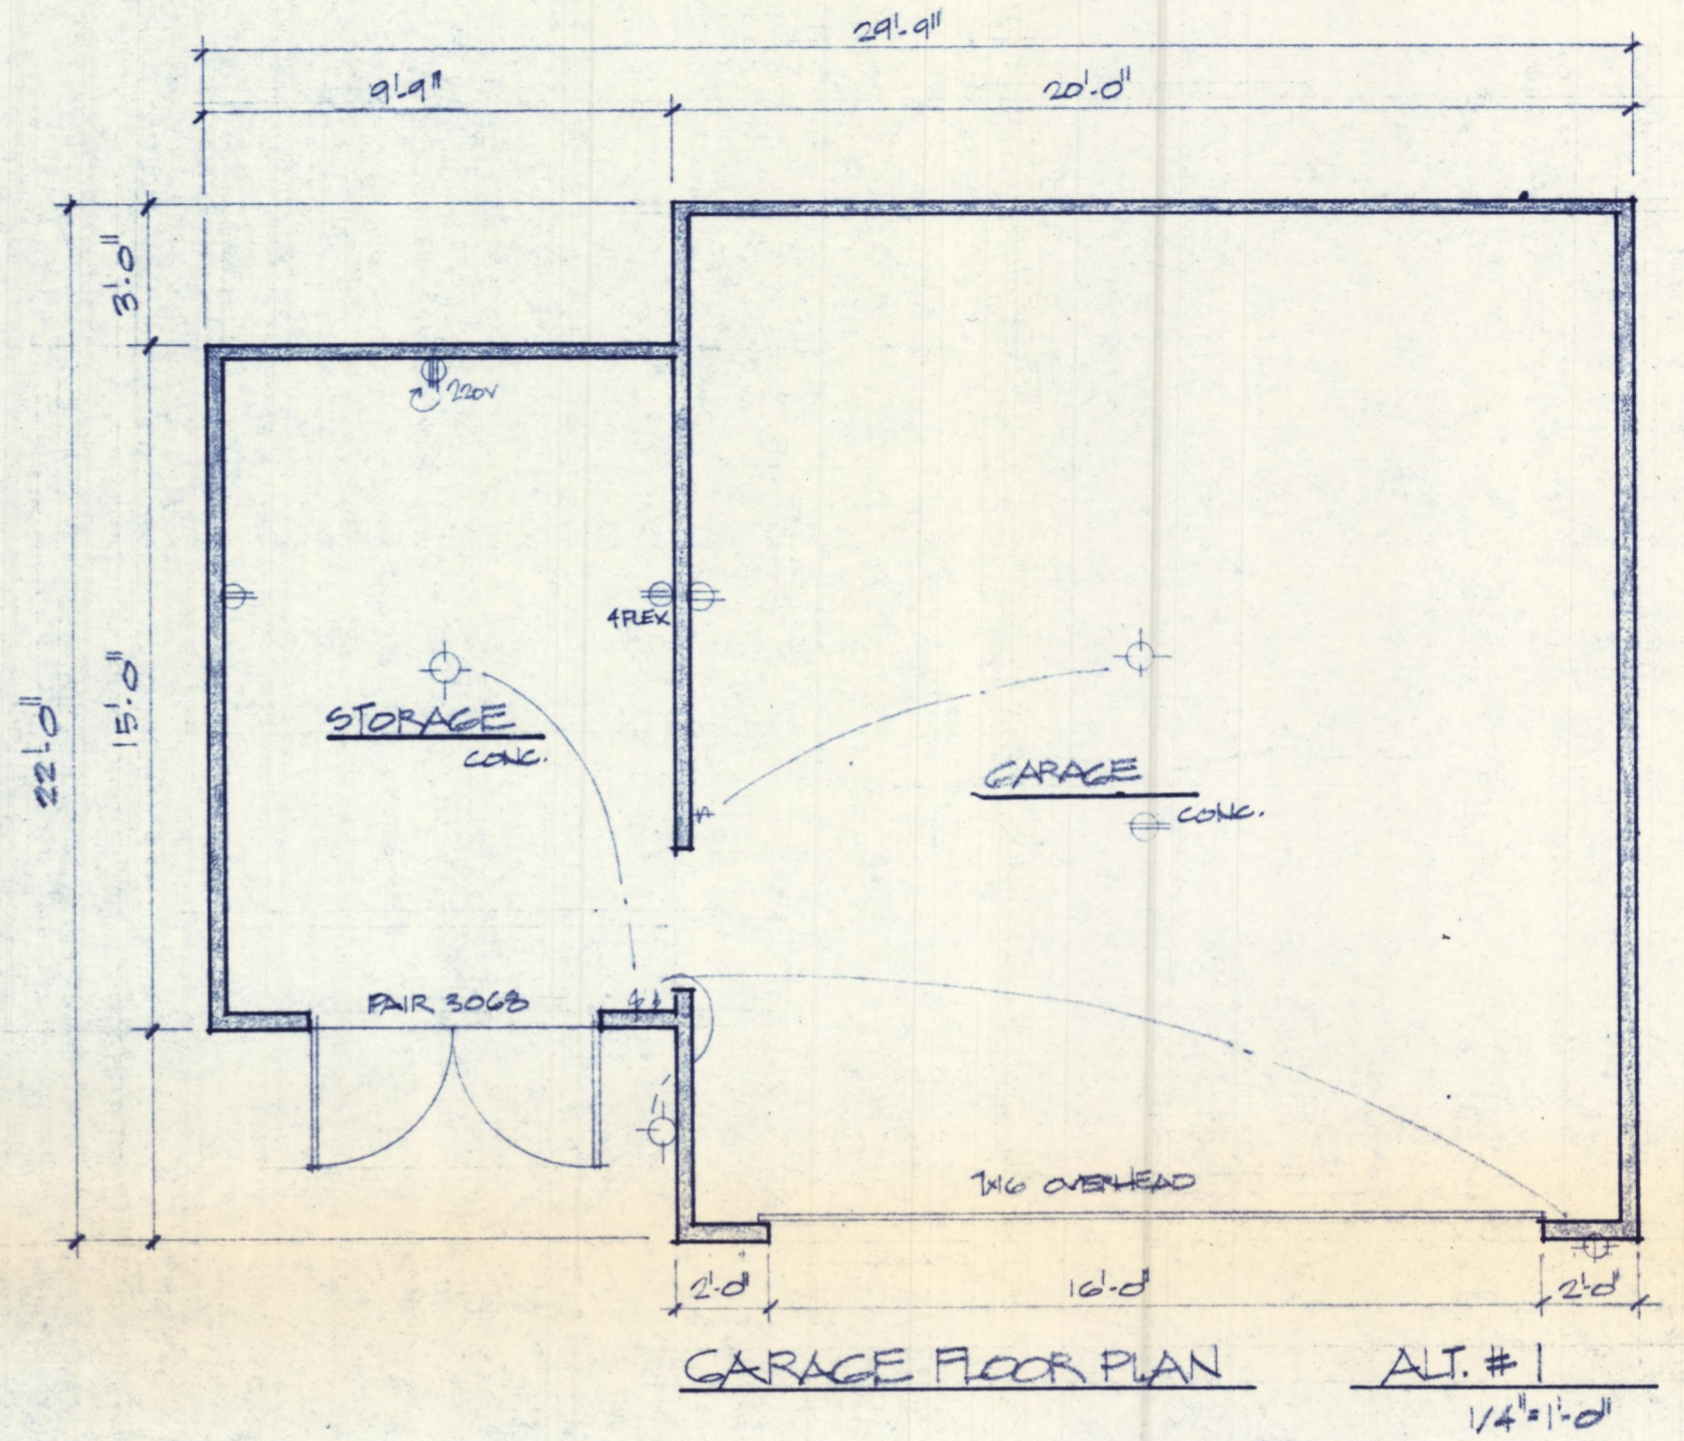 29'-9"
9'-9"
20'-0"
3'-0"
220V
4PLEX
STORAGE
CONC.
15'-0"
22'-0"
GARAGE
CONC.
PAIR 3068
7x16 OVERHEAD
2'-0"
16'-0"
2'-0"
GARAGE FLOOR PLAN
ALT. #1
1/4"=1'-0"